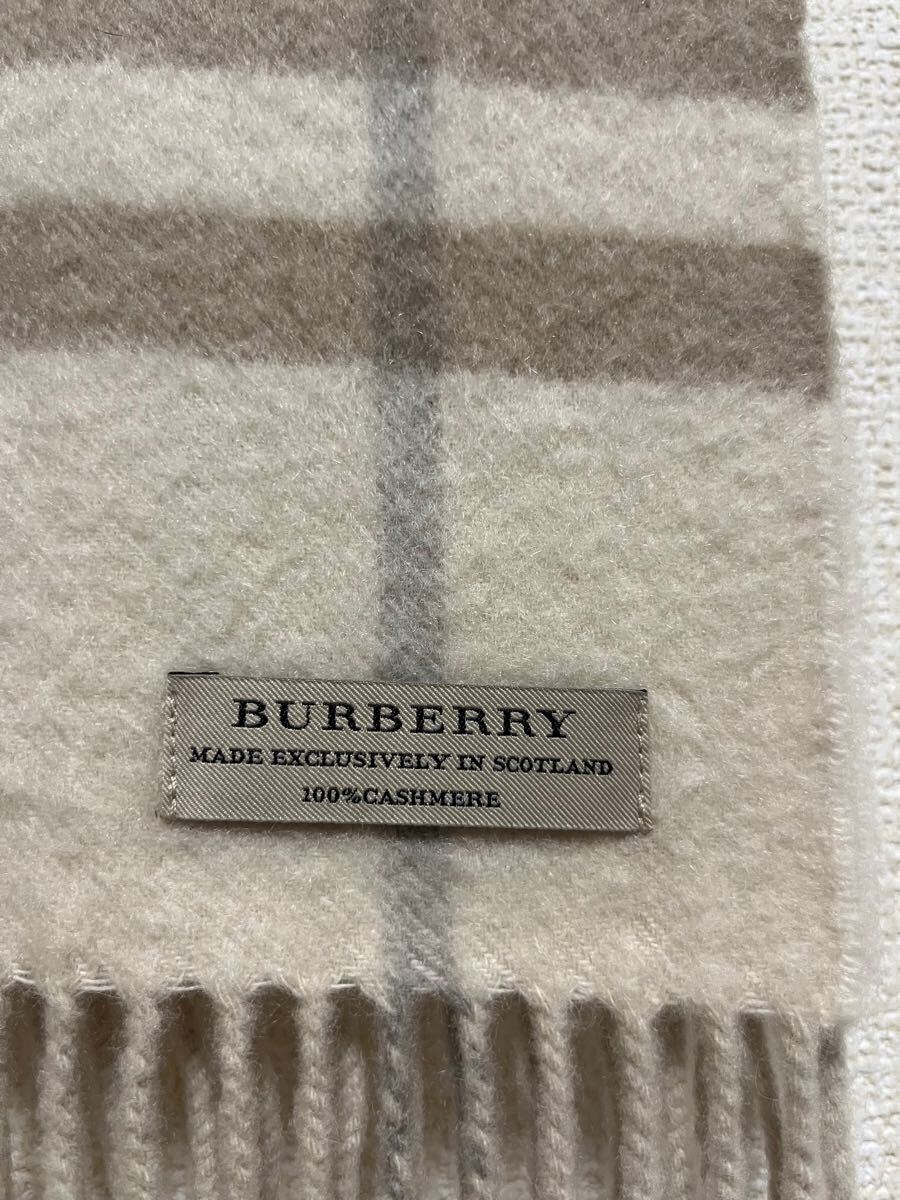 BURBERRY
MADE EXCLUSIVELY IN SCOTLAND
100%CASHMERE